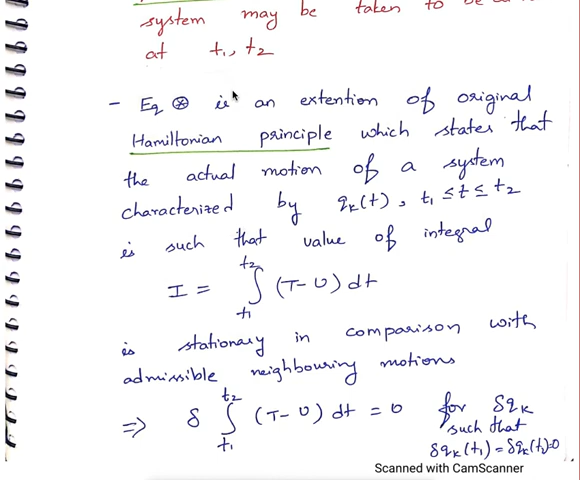 system may be taken to be
at t₁, t₂
- Eq ⊛ is an extention of original
Hamiltonian principle which states that
the actual motion of a system
characterized by qₖ(t), t₁ ≤ t ≤ t₂
is such that value of integral
I = ∫_{t₁}^{t₂} (T-U) dt
is stationary in comparison with
admissible neighbouring motions
⇒ δ ∫_{t₁}^{t₂} (T-U) dt = 0 for δqₖ
such that
δqₖ(t₁) = δqₖ(t₂)=0
Scanned with CamScanner